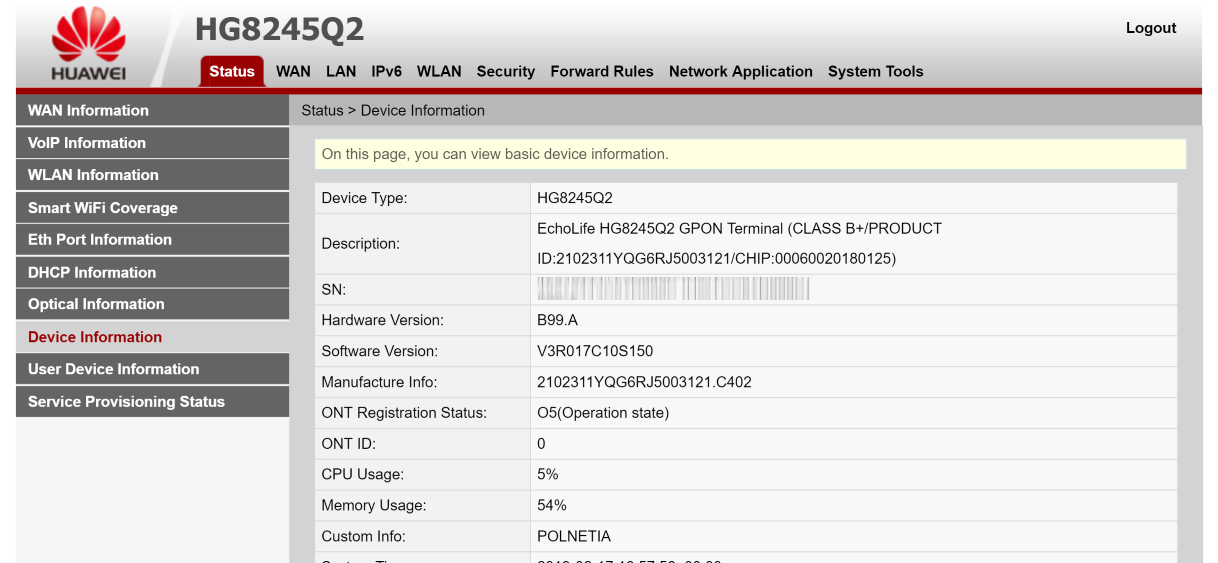 HUAWEI
HG8245Q2
Logout
Status WAN LAN IPv6 WLAN Security Forward Rules Network Application System Tools
WAN Information
VoIP Information
WLAN Information
Smart WiFi Coverage
Eth Port Information
DHCP Information
Optical Information
Device Information
User Device Information
Service Provisioning Status
Status > Device Information
On this page, you can view basic device information.
Device Type: HG8245Q2
Description: EchoLife HG8245Q2 GPON Terminal (CLASS B+/PRODUCT
ID:2102311YQG6RJ5003121/CHIP:00060020180125)
SN:
Hardware Version: B99.A
Software Version: V3R017C10S150
Manufacture Info: 2102311YQG6RJ5003121.C402
ONT Registration Status: O5(Operation state)
ONT ID: 0
CPU Usage: 5%
Memory Usage: 54%
Custom Info: POLNETIA